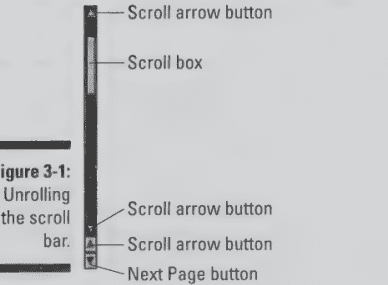 Scroll arrow button
Scroll box
igure 3-1:
Unrolling
the scroll
bar.
Scroll arrow button
Scroll arrow button
Next Page button